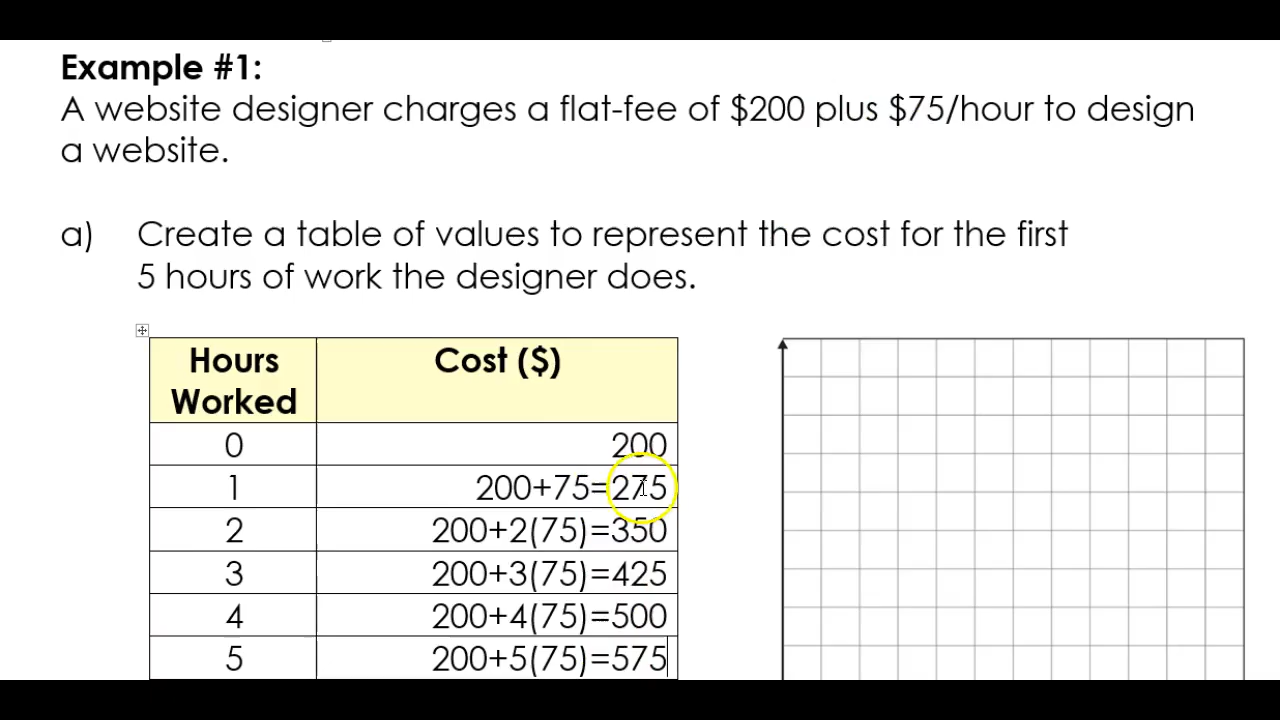 Example #1:
A website designer charges a flat-fee of $200 plus $75/hour to design
a website.
a) Create a table of values to represent the cost for the first
5 hours of work the designer does.
Hours Worked Cost ($)
0 200
1 200+75=275
2 200+2(75)=350
3 200+3(75)=425
4 200+4(75)=500
5 200+5(75)=575